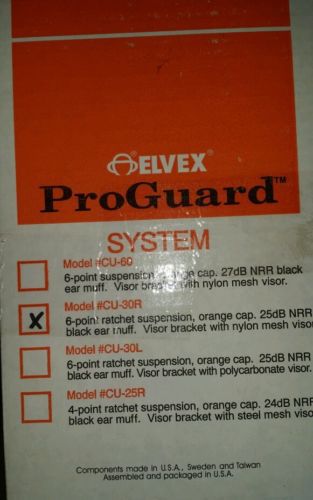 ELVEX®
ProGuard™
SYSTEM
Model #CU-60
6-point suspension, orange cap. 27dB NRR black
ear muff. Visor bracket with nylon mesh visor.
X
Model #CU-30R
6-point ratchet suspension, orange cap. 25dB NRR
black ear muff. Visor bracket with nylon mesh visor
Model #CU-30L
6-point ratchet suspension, orange cap. 25dB NRR
black ear muff. Visor bracket with polycarbonate visor.
Model #CU-25R
4-point ratchet suspension, orange cap. 24dB NRR
black ear muff. Visor bracket with steel mesh visor
Components made in U.S.A., Sweden and Taiwan
Assembled and packaged in U.S.A.